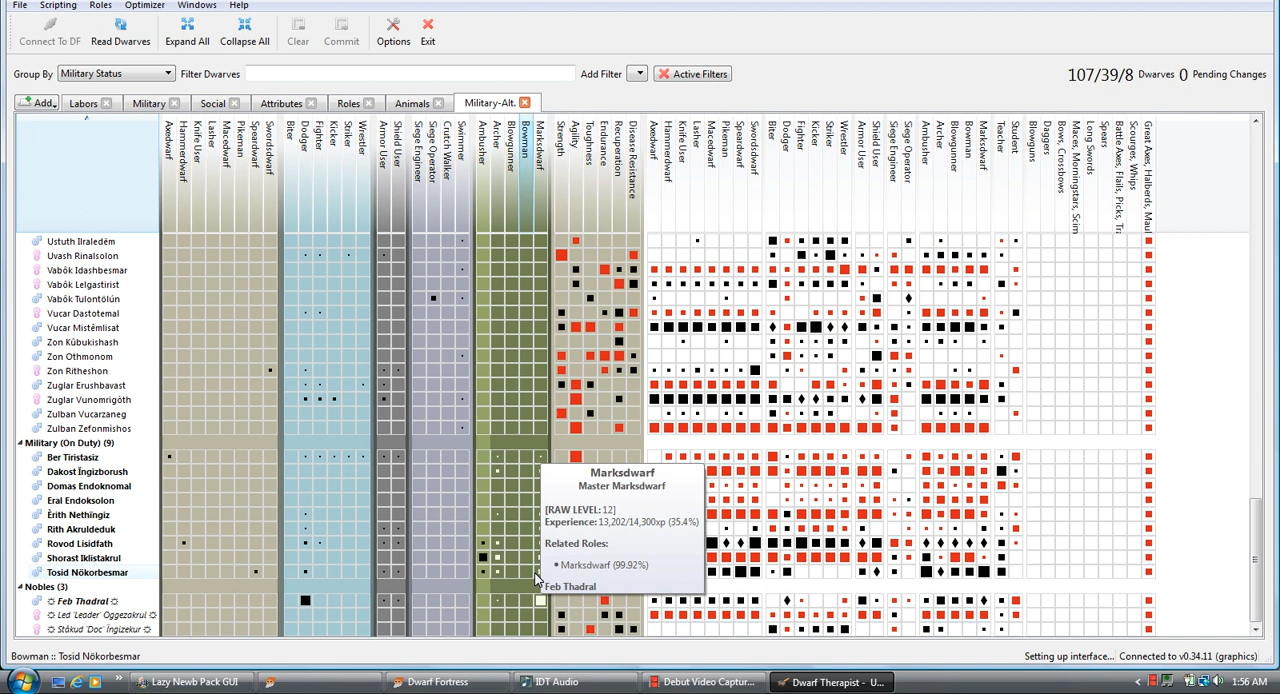 File Scripting Roles Optimizer Windows Help
Connect To DF Read Dwarves Expand All Collapse All Clear Commit Options Exit
Group By Military Status Filter Dwarves Add Filter Active Filters 107/39/8 Dwarves 0 Pending Changes
Add Labors Military Social Attributes Roles Animals Military-Alt.
Axedwarf
Hammerdwarf
Knife User
Lasher
Macedwarf
Pikeman
Speardwarf
Swordsdwarf
Biter
Dodger
Fighter
Kicker
Striker
Wrestler
Armor User
Shield User
Siege Engineer
Siege Operator
Crutch Walker
Swimmer
Ambusher
Archer
Blowgunner
Bowman
Marksdwarf
Strength
Agility
Toughness
Endurance
Recuperation
Disease Resistance
Axedwarf
Hammerdwarf
Knife User
Lasher
Macedwarf
Pikeman
Speardwarf
Swordsdwarf
Biter
Dodger
Fighter
Kicker
Striker
Wrestler
Armor User
Shield User
Siege Engineer
Siege Operator
Ambusher
Archer
Blowgunner
Bowman
Marksdwarf
Teacher
Student
Blowguns
Daggers
Bows, Crossbows
Maces, Morningstars, Scim
Long Swords
Spears
Battle Axes, Flails, Picks, Tra
Scourges, Whips
Great Axes, Halberds, Maul
Ustuth Ilraledëm
Uvash Rinalsolon
Vabôk Idashbesmar
Vabôk Lelgastirist
Vabôk Tulontölún
Vucar Dastotemal
Vucar Mistêmlisat
Zon Kûbukishash
Zon Othmonom
Zon Ritheshon
Zuglar Erushbavast
Zuglar Vunomrigóth
Zulban Vucarzaneg
Zulban Zefonmishos
Military (On Duty) (9)
Ber Tiristasiz
Dakost Îngizborush
Domas Endoknomal
Eral Endoksolon
Èrith Nethîngiz
Rith Akruldeduk
Rovod Lisidfath
Shorast Iklistakrul
Tosid Nökorbesmar
Nobles (3)
☼ Feb Thadral ☼
☼ Led 'Leader' Oggezakrul ☼
☼ Stâkud 'Doc' Îngizekur ☼
Marksdwarf
Master Marksdwarf
[RAW LEVEL: 12]
Experience: 13,202/14,300xp (35.4%)
Related Roles:
• Marksdwarf (99.92%)
Feb Thadral
Bowman :: Tosid Nökorbesmar Setting up interface... Connected to v0.34.11 (graphics)
Lazy Newb Pack GUI Dwarf Fortress IDT Audio Debut Video Captur... Dwarf Therapist - U... 1:56 AM